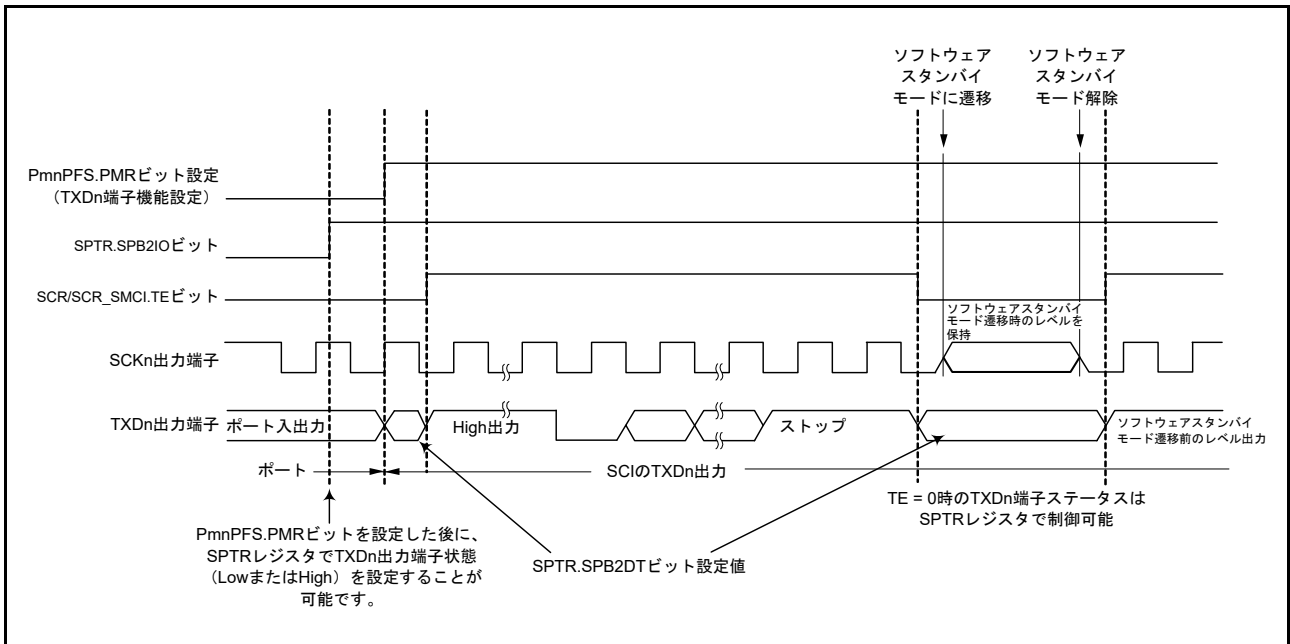 ソフトウェア
スタンバイ
モードに遷移
ソフトウェア
スタンバイ
モード解除
PmnPFS.PMRビット設定
（TXDn端子機能設定）
SPTR.SPB2IOビット
SCR/SCR_SMCI.TEビット
ソフトウェアスタンバイ
モード遷移時のレベルを
保持
SCKn出力端子
TXDn出力端子
ポート入出力
High出力
ストップ
ソフトウェアスタンバイ
モード遷移前のレベル出力
ポート
SCIのTXDn出力
TE = 0時のTXDn端子ステータスは
SPTRレジスタで制御可能
PmnPFS.PMRビットを設定した後に、
SPTRレジスタでTXDn出力端子状態
（LowまたはHigh）を設定することが
可能です。
SPTR.SPB2DTビット設定値